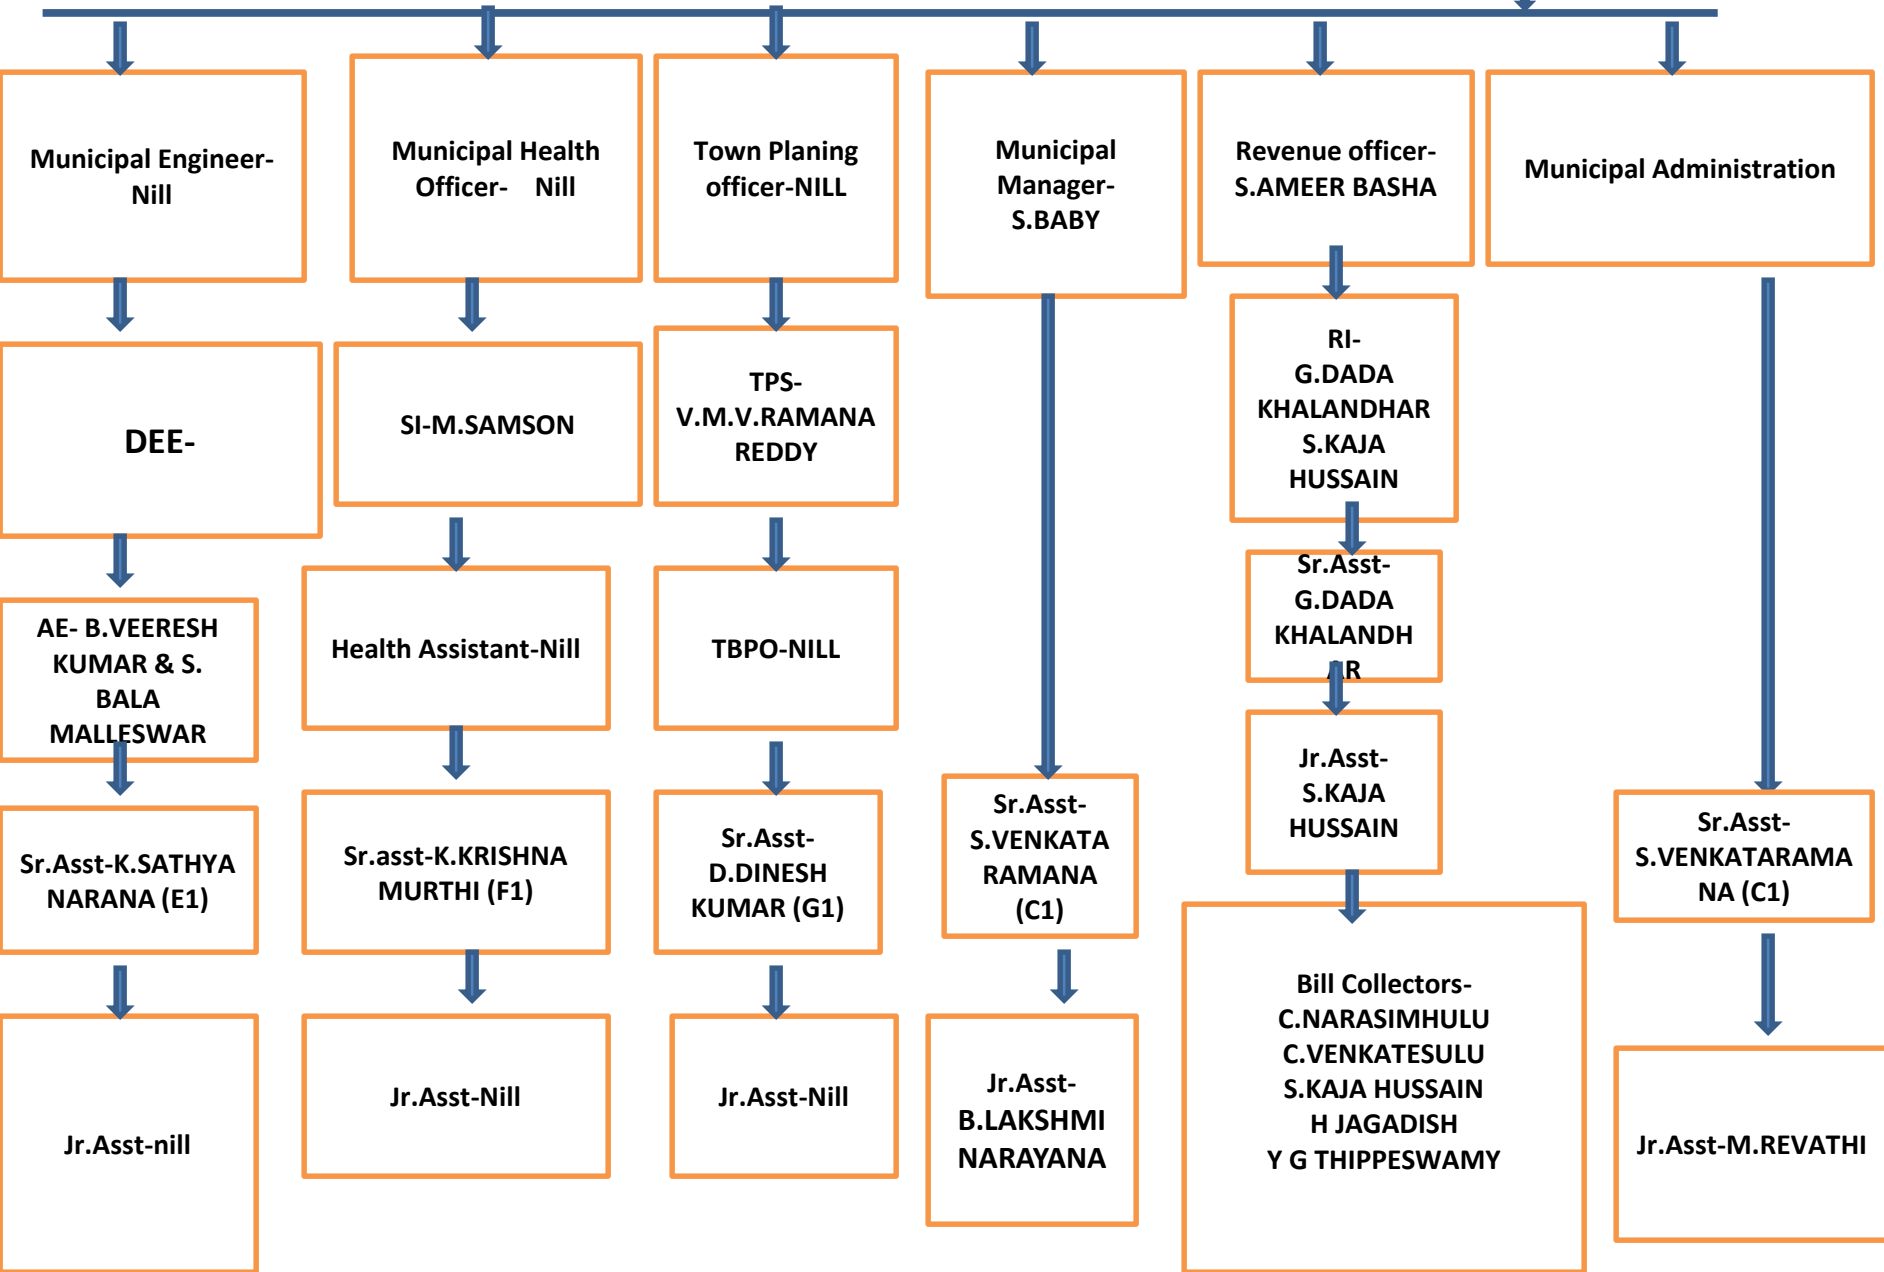 Municipal Engineer-
Nill
Municipal Health
Officer- Nill
Town Planing
officer-NILL
Municipal
Manager-
S.BABY
Revenue officer-
S.AMEER BASHA
Municipal Administration
DEE-
SI-M.SAMSON
TPS-
V.M.V.RAMANA
REDDY
RI-
G.DADA
KHALANDHAR
S.KAJA
HUSSAIN
AE- B.VEERESH
KUMAR & S.
BALA
MALLESWAR
Health Assistant-Nill
TBPO-NILL
Sr.Asst-
G.DADA
KHALANDH
AR
Jr.Asst-
S.KAJA
HUSSAIN
Sr.Asst-K.SATHYA
NARANA (E1)
Sr.asst-K.KRISHNA
MURTHI (F1)
Sr.Asst-
D.DINESH
KUMAR (G1)
Sr.Asst-
S.VENKATA
RAMANA
(C1)
Sr.Asst-
S.VENKATARAMA
NA (C1)
Jr.Asst-nill
Jr.Asst-Nill
Jr.Asst-Nill
Jr.Asst-
B.LAKSHMI
NARAYANA
Bill Collectors-
C.NARASIMHULU
C.VENKATESULU
S.KAJA HUSSAIN
H JAGADISH
Y G THIPPESWAMY
Jr.Asst-M.REVATHI